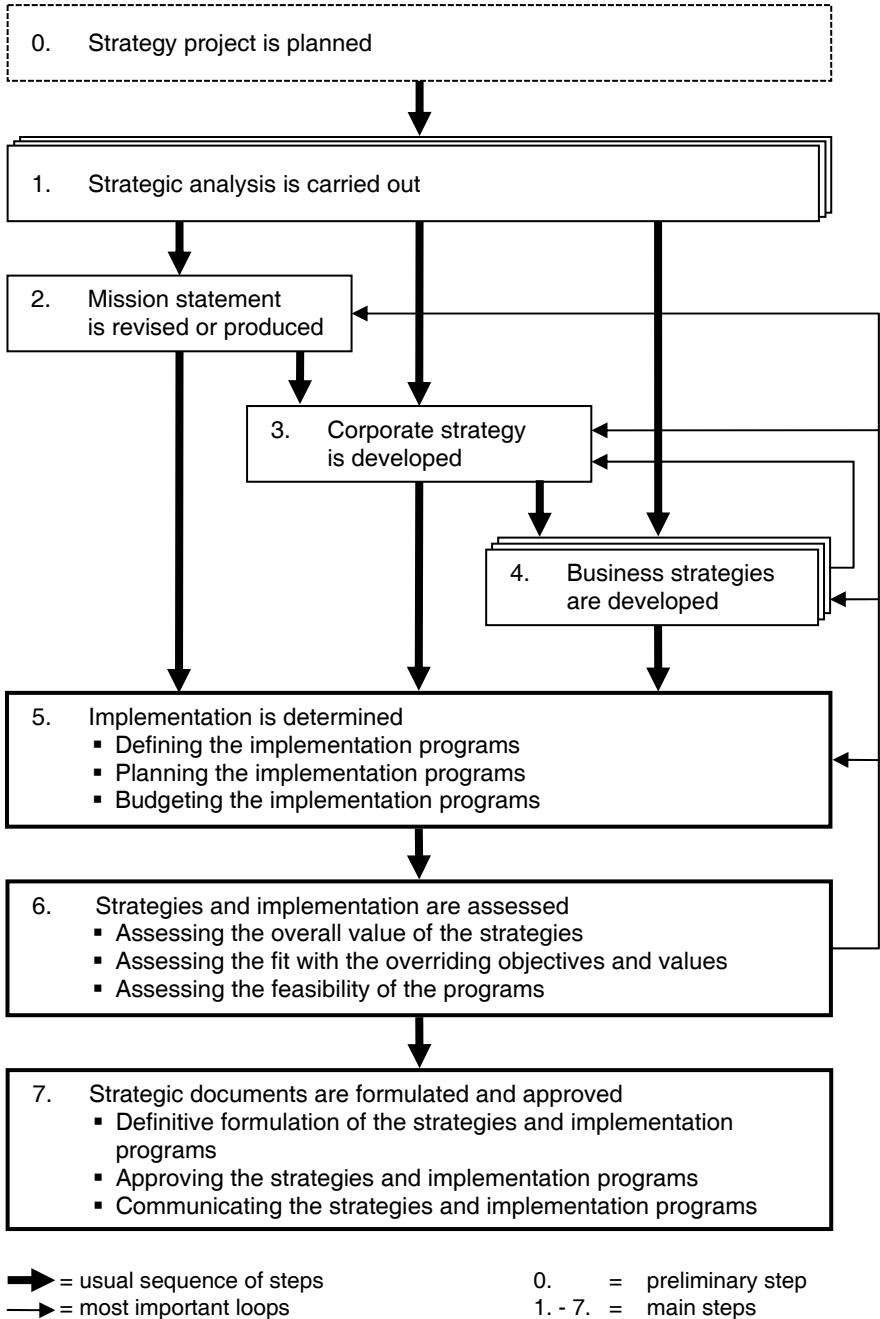 0. Strategy project is planned
1. Strategic analysis is carried out
2. Mission statement
is revised or produced
3. Corporate strategy
is developed
4. Business strategies
are developed
5. Implementation is determined
▪ Defining the implementation programs
▪ Planning the implementation programs
▪ Budgeting the implementation programs
6. Strategies and implementation are assessed
▪ Assessing the overall value of the strategies
▪ Assessing the fit with the overriding objectives and values
▪ Assessing the feasibility of the programs
7. Strategic documents are formulated and approved
▪ Definitive formulation of the strategies and implementation
programs
▪ Approving the strategies and implementation programs
▪ Communicating the strategies and implementation programs
= usual sequence of steps
= most important loops
0. = preliminary step
1. - 7. = main steps